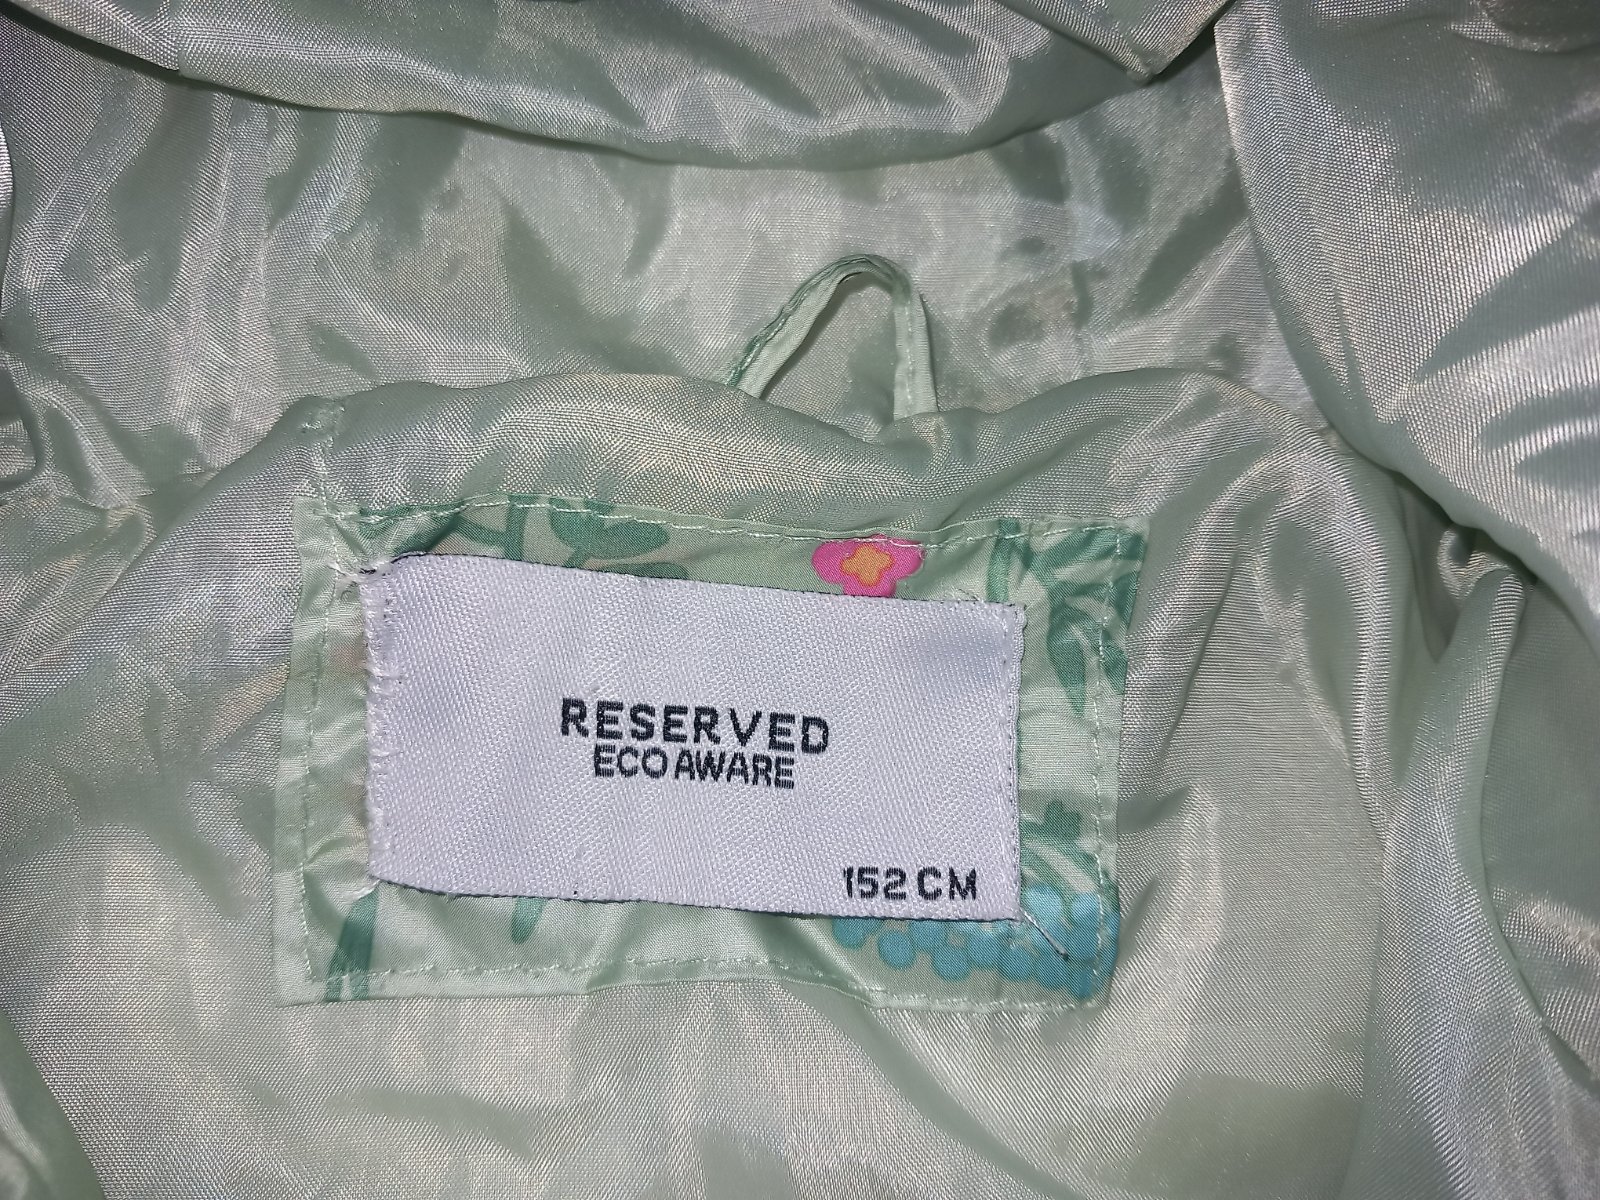 RESERVED
ECO AWARE
152 CM